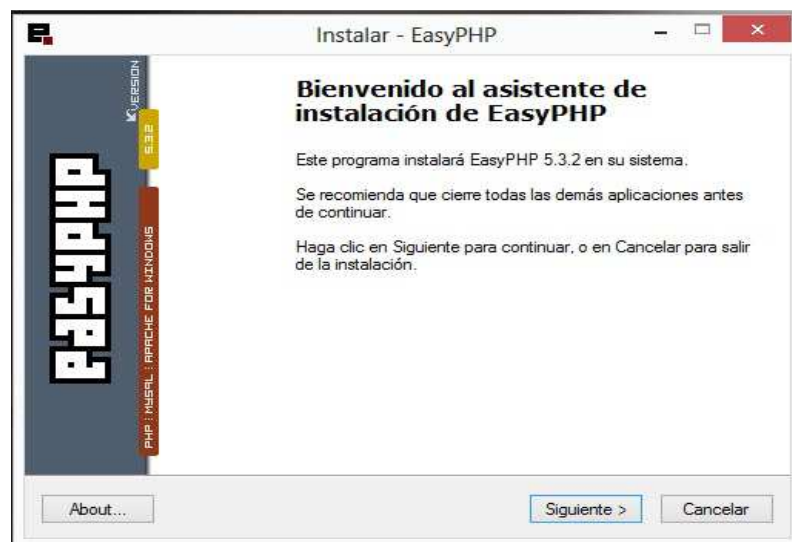 Instalar - EasyPHP
VERSION
5.3.2
easyPHP
PHP : MYSQL : APACHE FOR WINDOWS
Bienvenido al asistente de
instalación de EasyPHP
Este programa instalará EasyPHP 5.3.2 en su sistema.
Se recomienda que cierre todas las demás aplicaciones antes
de continuar.
Haga clic en Siguiente para continuar, o en Cancelar para salir
de la instalación.
About...
Siguiente >
Cancelar